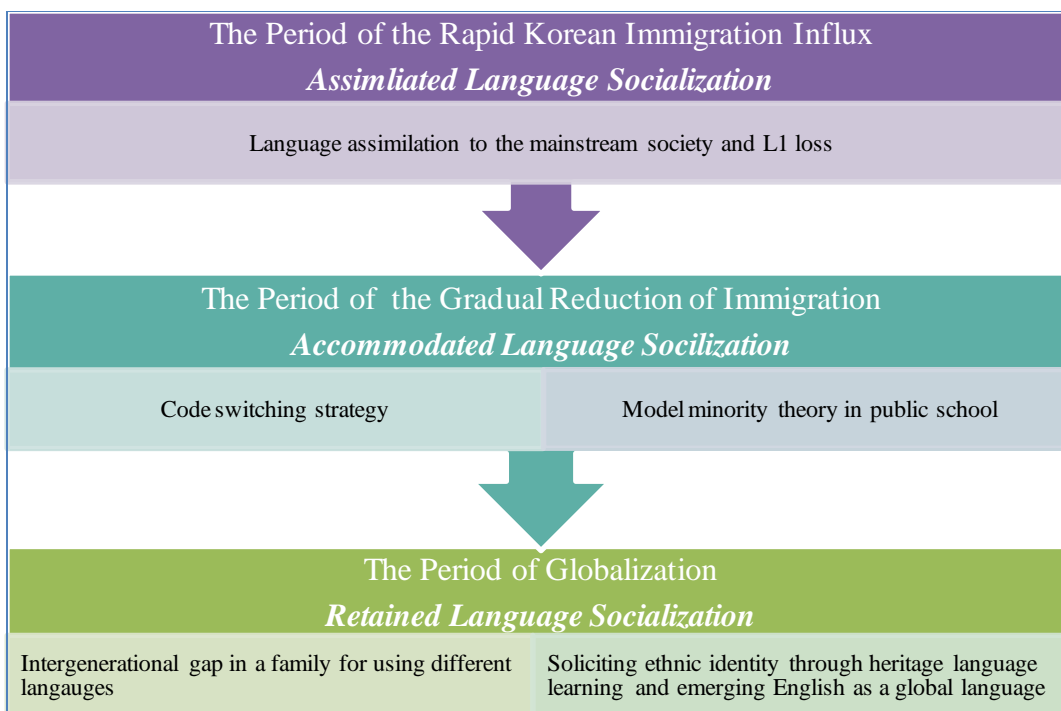 The Period of the Rapid Korean Immigration Influx
Assimliated Language Socialization
Language assimilation to the mainstream society and L1 loss
The Period of the Gradual Reduction of Immigration
Accommodated Language Socilization
Code switching strategy
Model minority theory in public school
The Period of Globalization
Retained Language Socialization
Intergenerational gap in a family for using different
langauges
Soliciting ethnic identity through heritage language
learning and emerging English as a global language